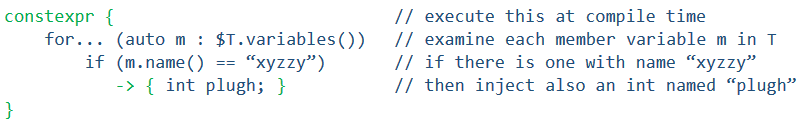 constexpr {                            // execute this at compile time
    for... (auto m : $T.variables())   // examine each member variable m in T
        if (m.name() == “xyzzy”)       // if there is one with name “xyzzy”
           -> { int plugh; }           // then inject also an int named “plugh”
}